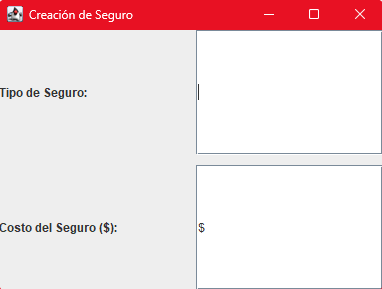 Creación de Seguro
Tipo de Seguro:
Costo del Seguro ($):
$